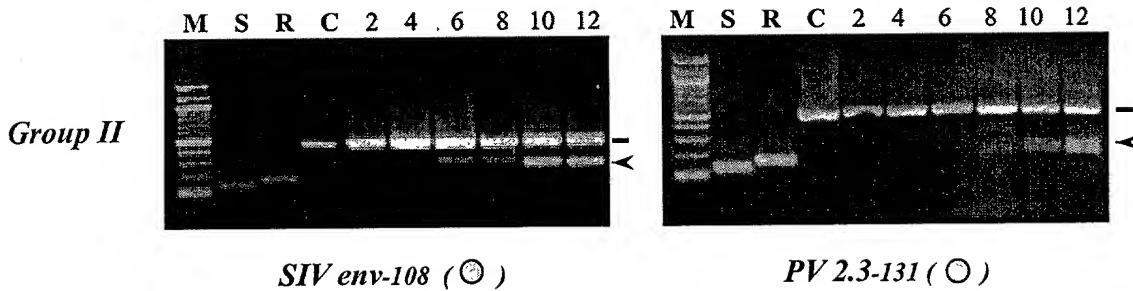 M S R C 2 4 6 8 10 12
M S R C 2 4 6 8 10 12
Group II
SIV env-108 ( )
PV 2.3-131 ( )